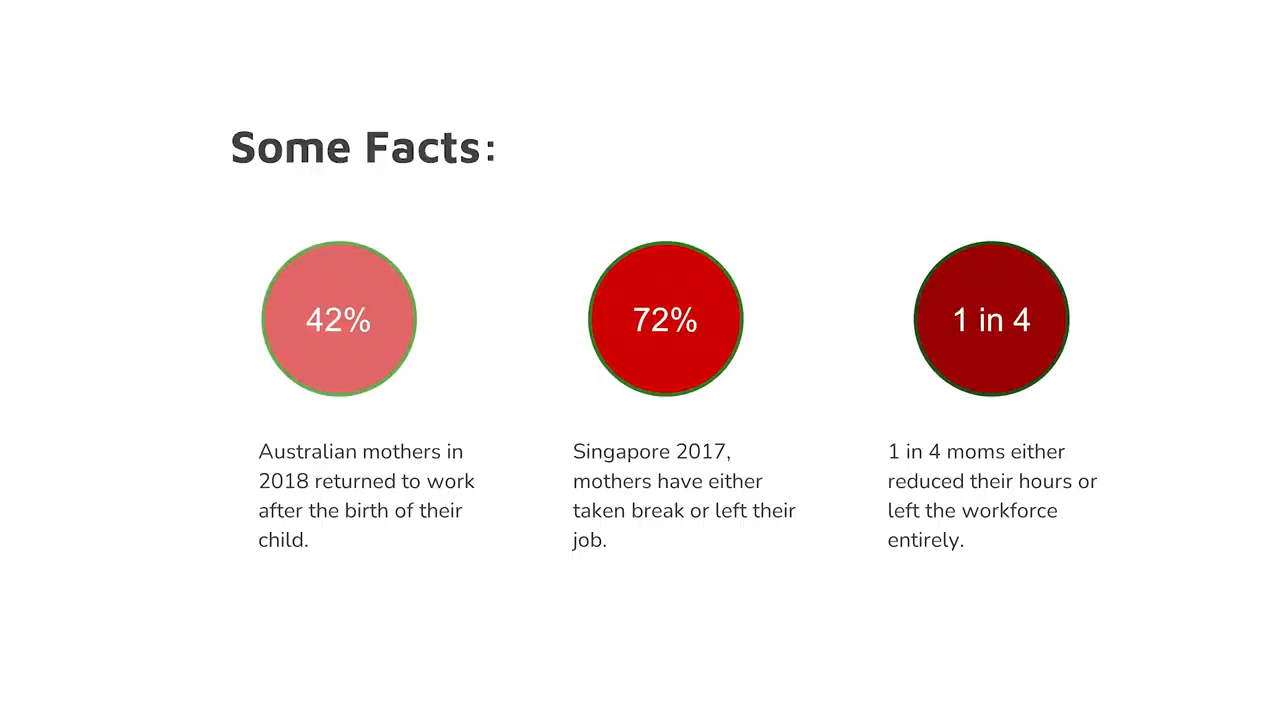 Some Facts:
42%
72%
1 in 4
Australian mothers in
2018 returned to work
after the birth of their
child.
Singapore 2017,
mothers have either
taken break or left their
job.
1 in 4 moms either
reduced their hours or
left the workforce
entirely.